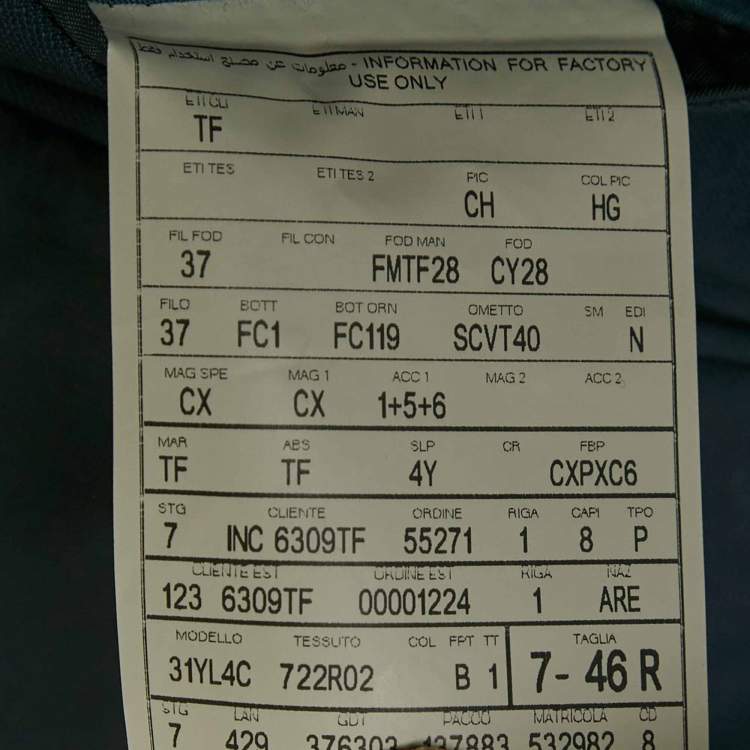 معلومات عن مصنع استخدام فقط - INFORMATION FOR FACTORY
USE ONLY
ETI CLI ETI MAN ETI 1 ETI 2
TF
ETI TES ETI TES 2 PIC COL PIC
CH HG
FIL FOD FIL CON FOD MAN FOD
37 FMTF28 CY28
FILO BOTT BOT ORN OMETTO SM EDI
37 FC1 FC119 SCVT40 N
MAG SPE MAG 1 ACC 1 MAG 2 ACC 2
CX CX 1+5+6
MAR ABS SLP CR FBP
TF TF 4Y CXPXC6
STG CLIENTE ORDINE RIGA CAPI TPO
7 INC 6309TF 55271 1 8 P
CLIENTE EST ORDINE EST RIGA NAZ
123 6309TF 00001224 1 ARE
MODELLO TESSUTO COL FPT TT TAGLIA
31YL4C 722R02 B 1 7- 46 R
STG LAN GDT PACCO MATRICOLA CD
7 429 376303 437883 532982 8